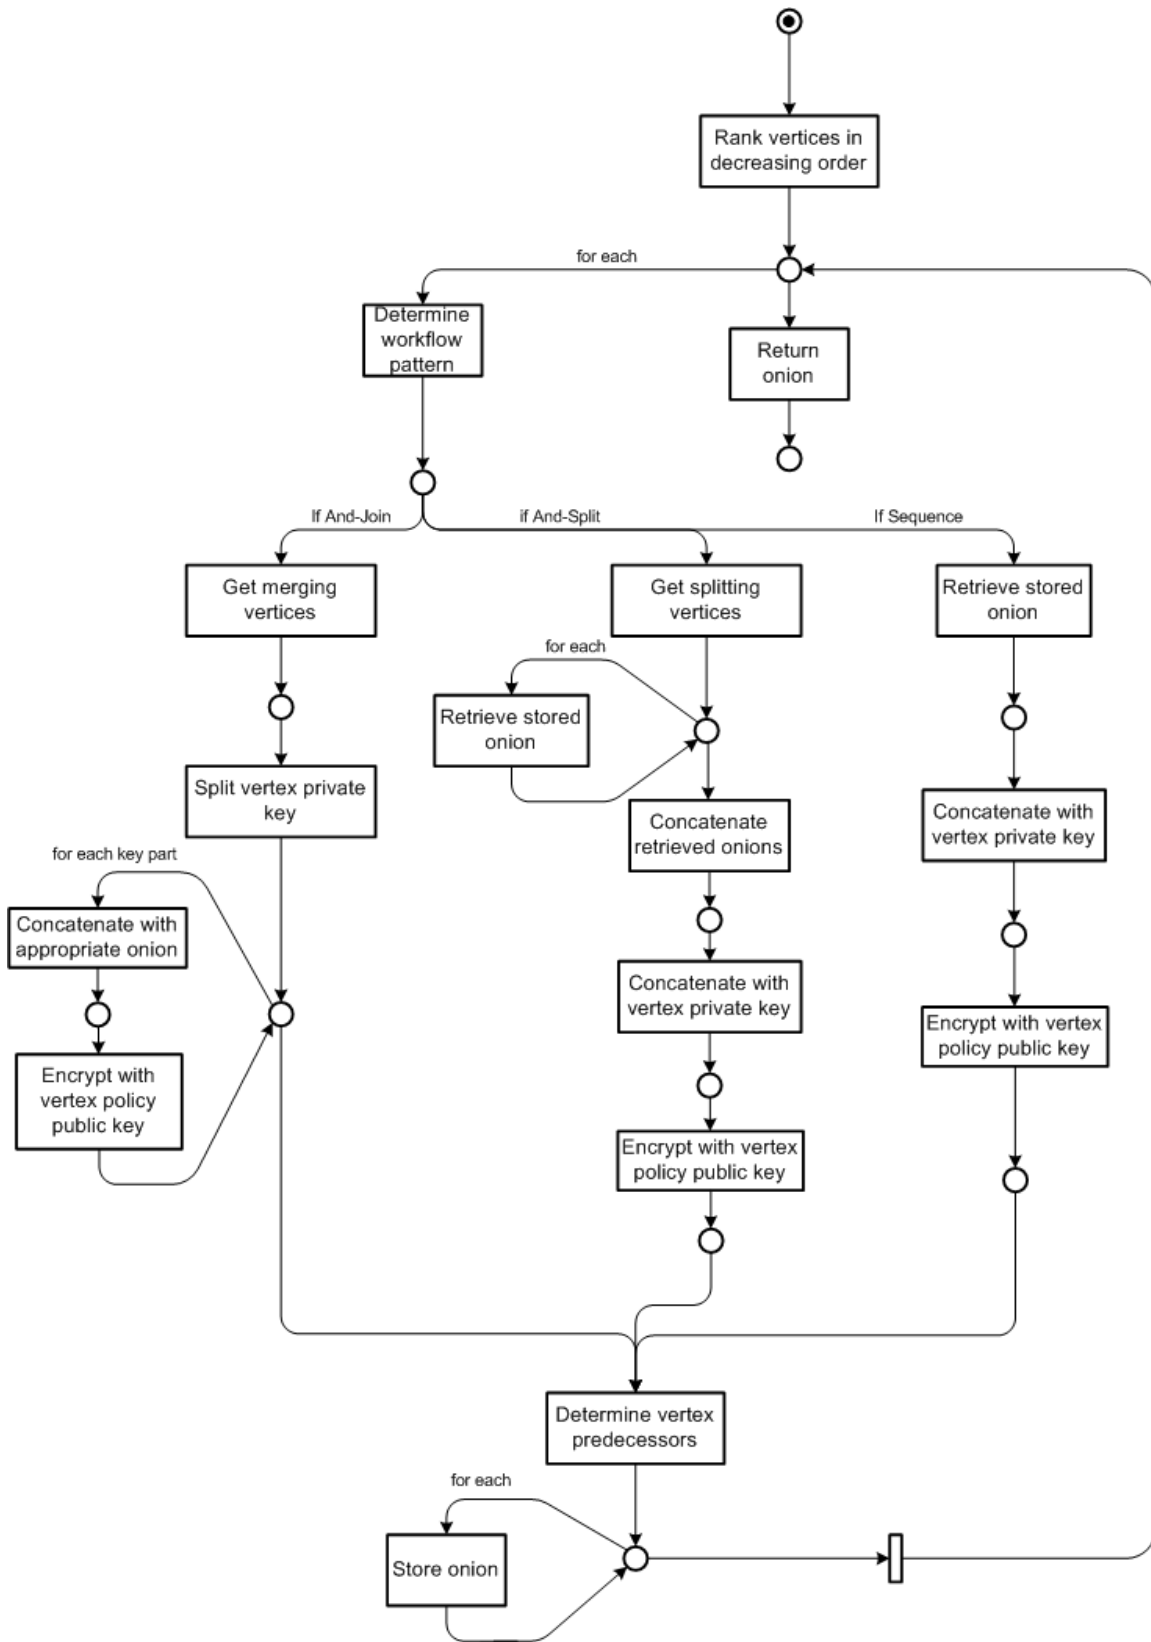 Rank vertices in
decreasing order
for each
Determine
workflow
pattern
Return
onion
If And-Join
if And-Split
If Sequence
Get merging
vertices
Get splitting
vertices
Retrieve stored
onion
for each
Retrieve stored
onion
Split vertex private
key
Concatenate
retrieved onions
Concatenate with
vertex private key
for each key part
Concatenate with
appropriate onion
Concatenate with
vertex private key
Encrypt with vertex
policy public key
Encrypt with
vertex policy
public key
Encrypt with vertex
policy public key
Determine vertex
predecessors
for each
Store onion